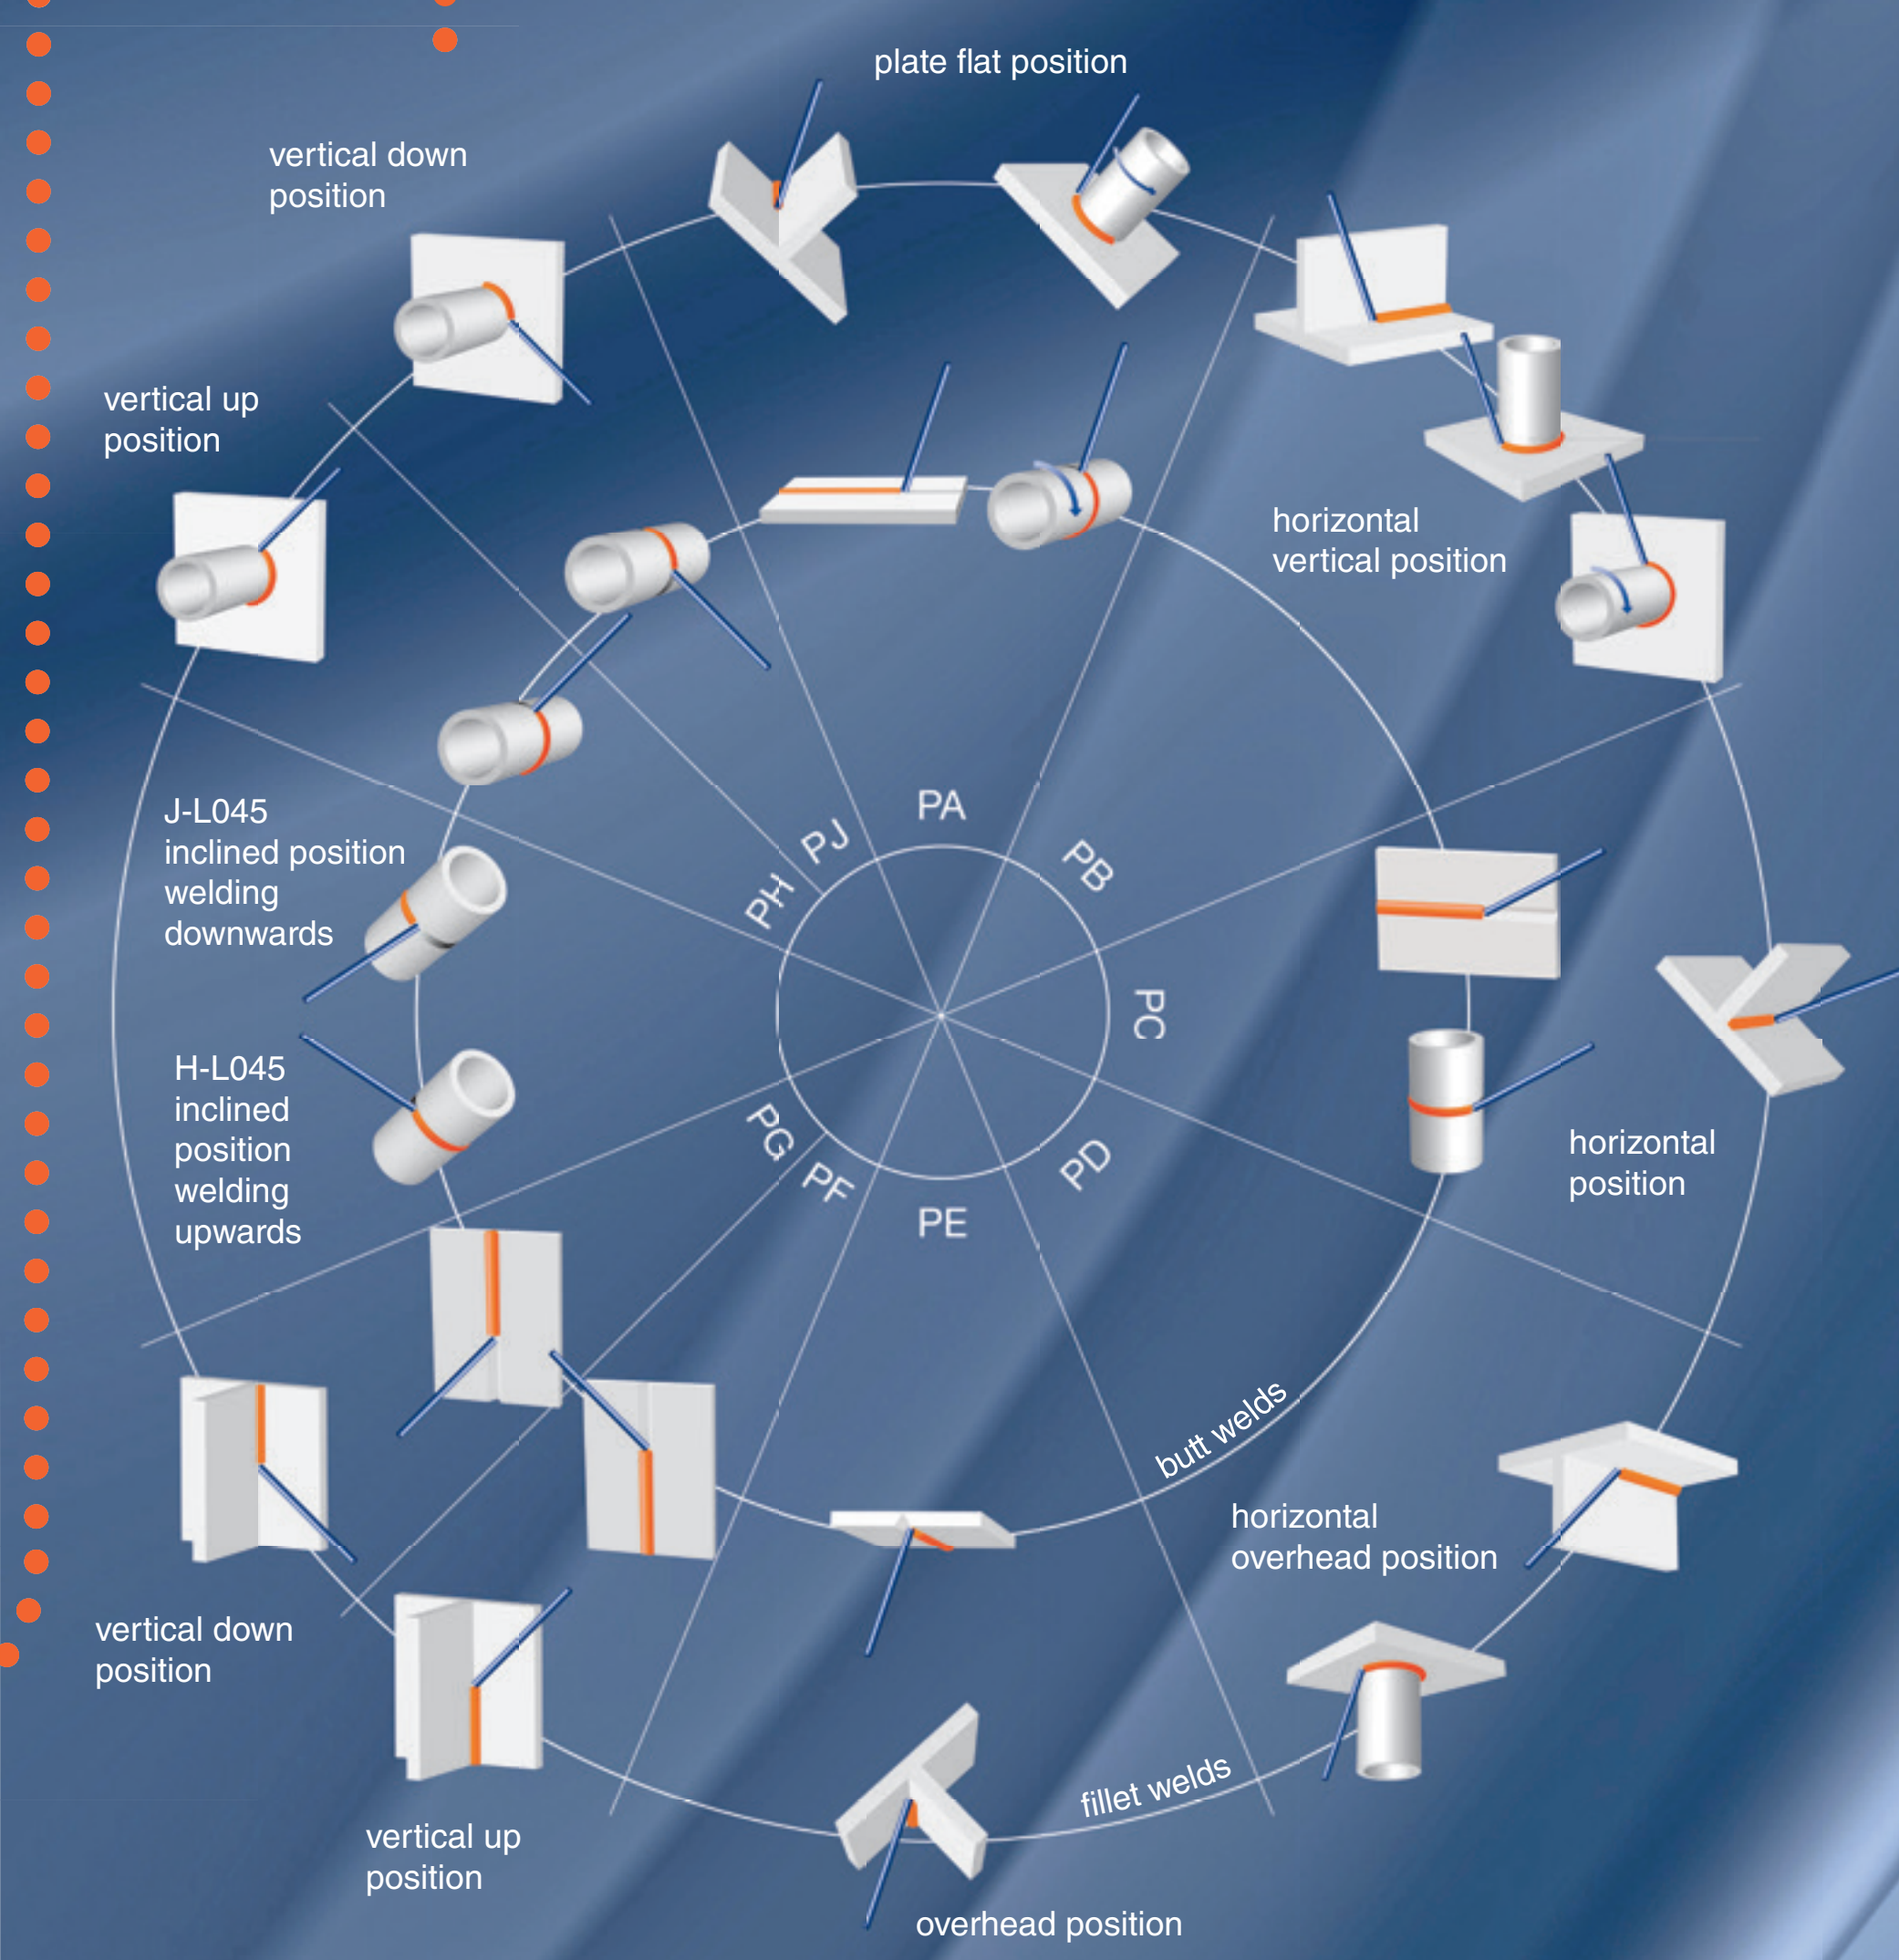 plate flat position
vertical down
position
vertical up
position
horizontal
vertical position
J-L045
inclined position
welding
downwards
PA
PJ
PB
PH
PC
H-L045
inclined
position
welding
upwards
PG
PF
PE
PD
horizontal
position
butt welds
horizontal
overhead position
vertical down
position
fillet welds
vertical up
position
overhead position